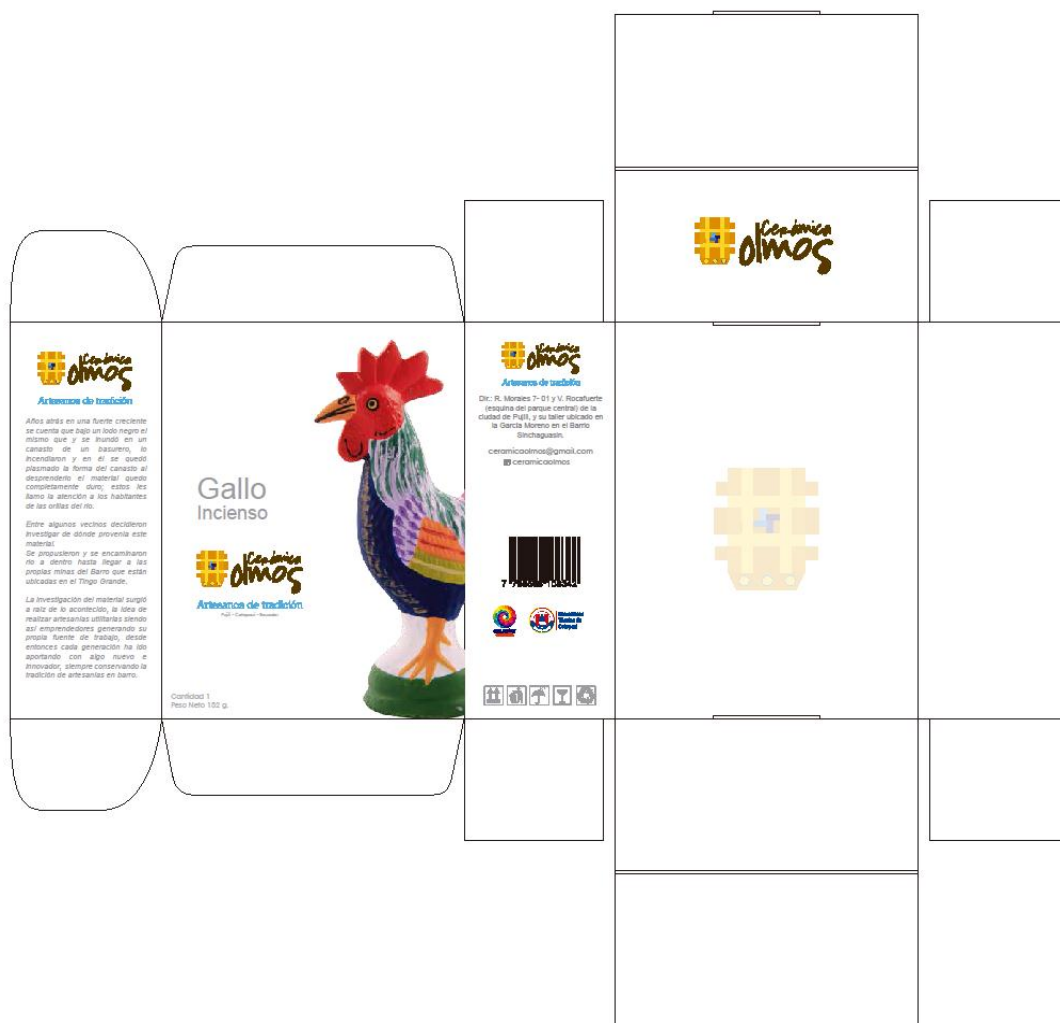 Cerámica
olmos
Cerámica
olmos
Artesanos de tradición
Años atrás en una fuerte creciente
se cuenta que bajo un lodo negro el
mismo que y se inundó en un
canasto de un basurero, lo
incendiaron y en él se quedó
plasmado la forma del canasto al
desprenderlo el material quedo
completamente duro; estos les
llamo la atención a los habitantes
de las orillas del río.
Entre algunos vecinos decidieron
investigar de dónde provenía este
material.
Se propusieron y se encaminaron
río a dentro hasta llegar a las
propias minas del Barro que están
ubicadas en el Tingo Grande.
La investigación del material surgió
a raíz de lo acontecido, la idea de
realizar artesanías utilitarias siendo
así emprendedores generando su
propia fuente de trabajo, desde
entonces cada generación ha ido
aportando con algo nuevo e
innovador, siempre conservando la
tradición de artesanías en barro.
Gallo
Incienso
Cerámica
olmos
Artesanos de tradición
Pujilí - Cotopaxi - Ecuador
Cantidad 1
Peso Neto 152 g.
Cerámica
olmos
Artesanos de tradición
Dir.: R. Morales 7- 01 y V. Rocafuerte
(esquina del parque central) de la
ciudad de Pujilí, y su taller ubicado en
la García Moreno en el Barrio
Sinchaguasín.
ceramicaolmos@gmail.com
ceramicaolmos
Universidad
Técnica de
Cotopaxi